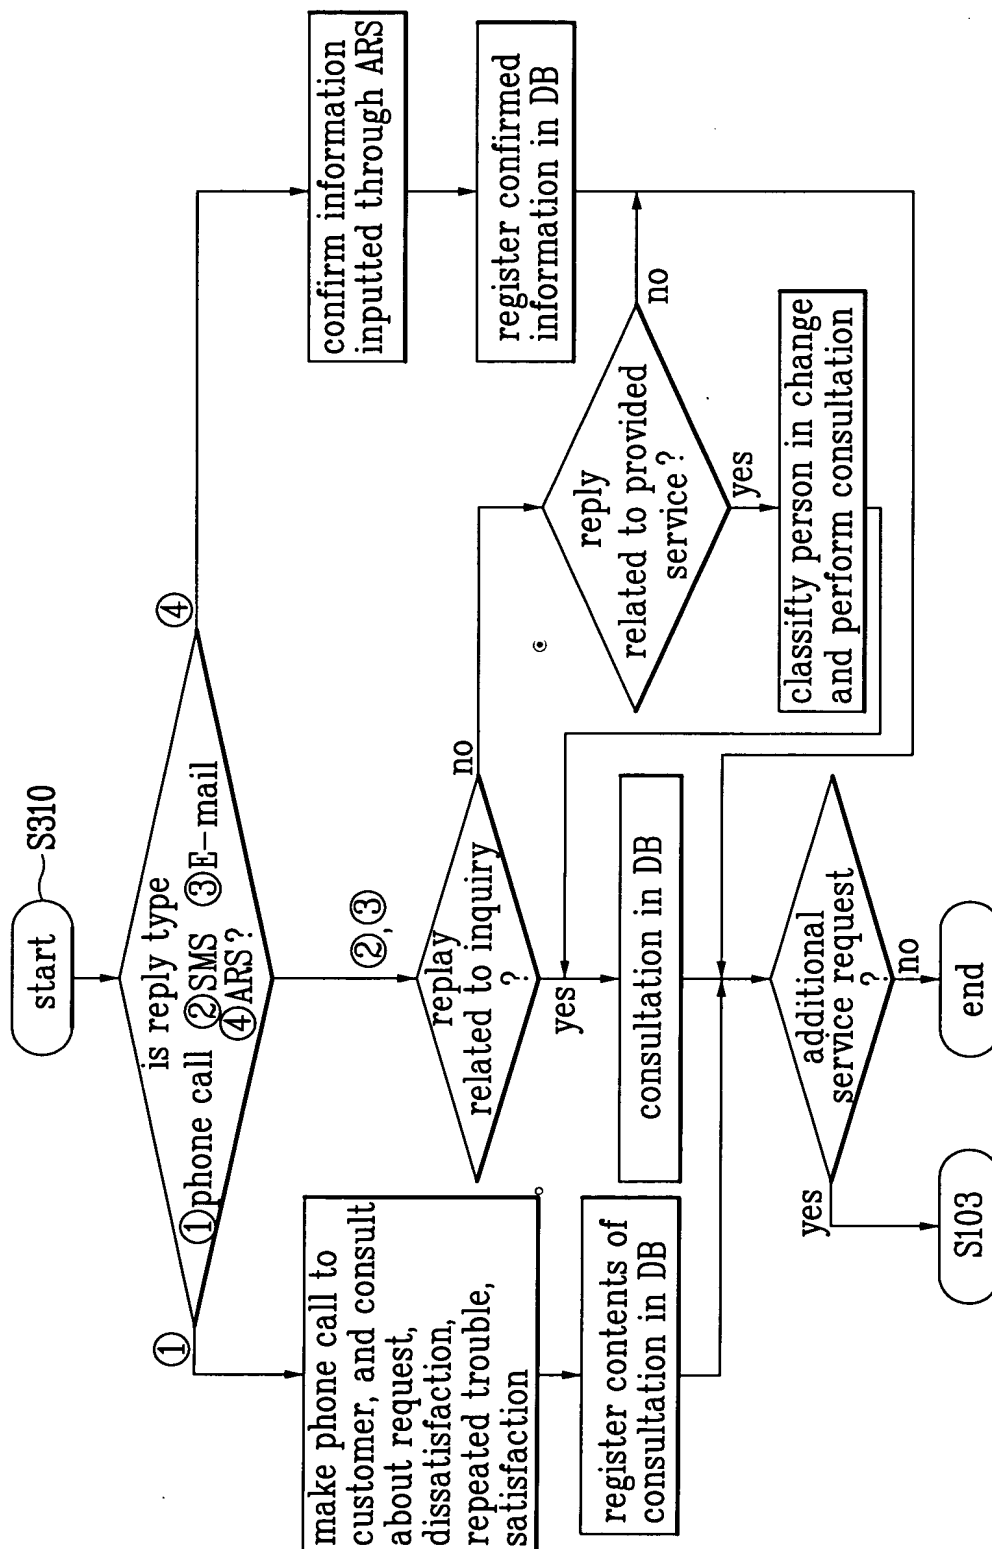 start
S310
is reply type
①phone call ②SMS ③E-mail
④ARS?
①
②,③
④
make phone call to
customer, and consult
about request,
dissatisfaction,
repeated trouble,
satisfaction
register contents of
consultation in DB
replay
related to inquiry
?
yes
no
consultation in DB
reply
related to provided
service?
yes
no
classifty person in change
and perform consultation
confirm information
inputted through ARS
register confirmed
information in DB
additional
service request
?
yes
no
S103
end